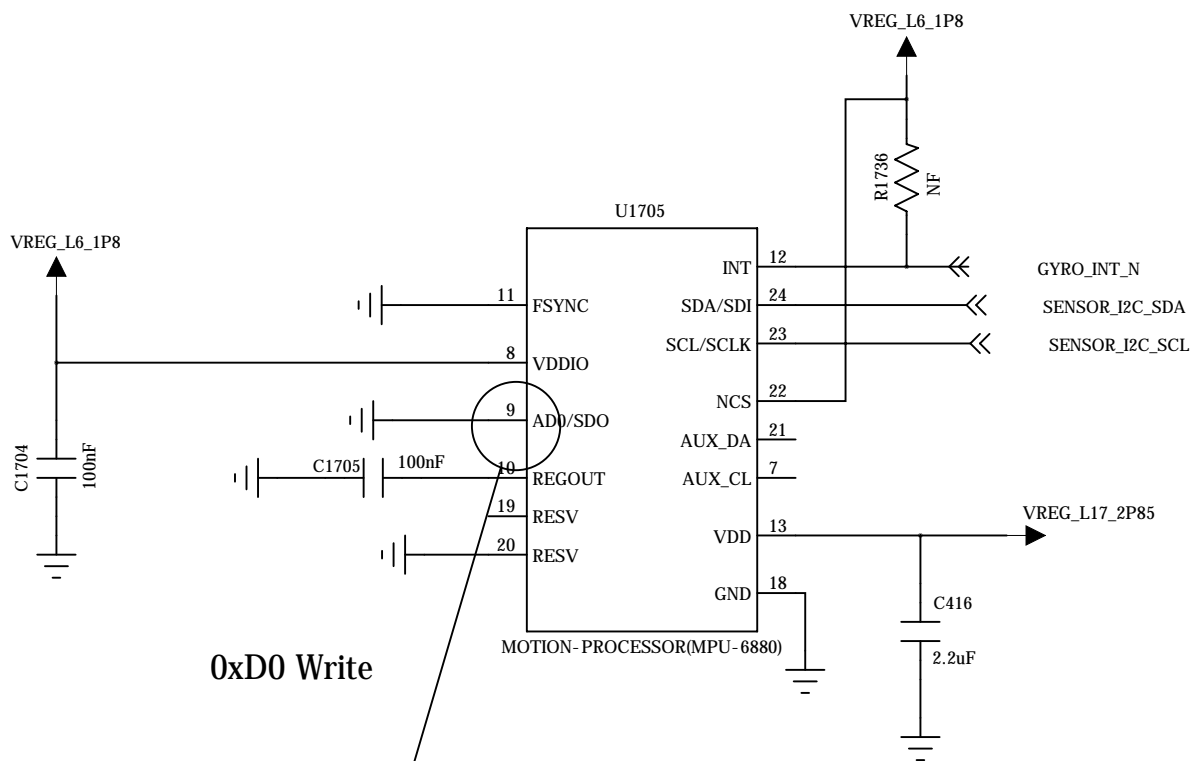 VREG_L6_1P8
R1736
NF
U1705
VREG_L6_1P8
INT
12
GYRO_INT_N
11
FSYNC
SDA/SDI
24
SENSOR_I2C_SDA
SCL/SCLK
23
SENSOR_I2C_SCL
8
VDDIO
NCS
22
9
AD0/SDO
AUX_DA
21
C1704
100nF
C1705
100nF
10
REGOUT
AUX_CL
7
19
RESV
VREG_L17_2P85
VDD
13
20
RESV
GND
18
C416
2.2uF
MOTION-PROCESSOR(MPU-6880)
0xD0 Write